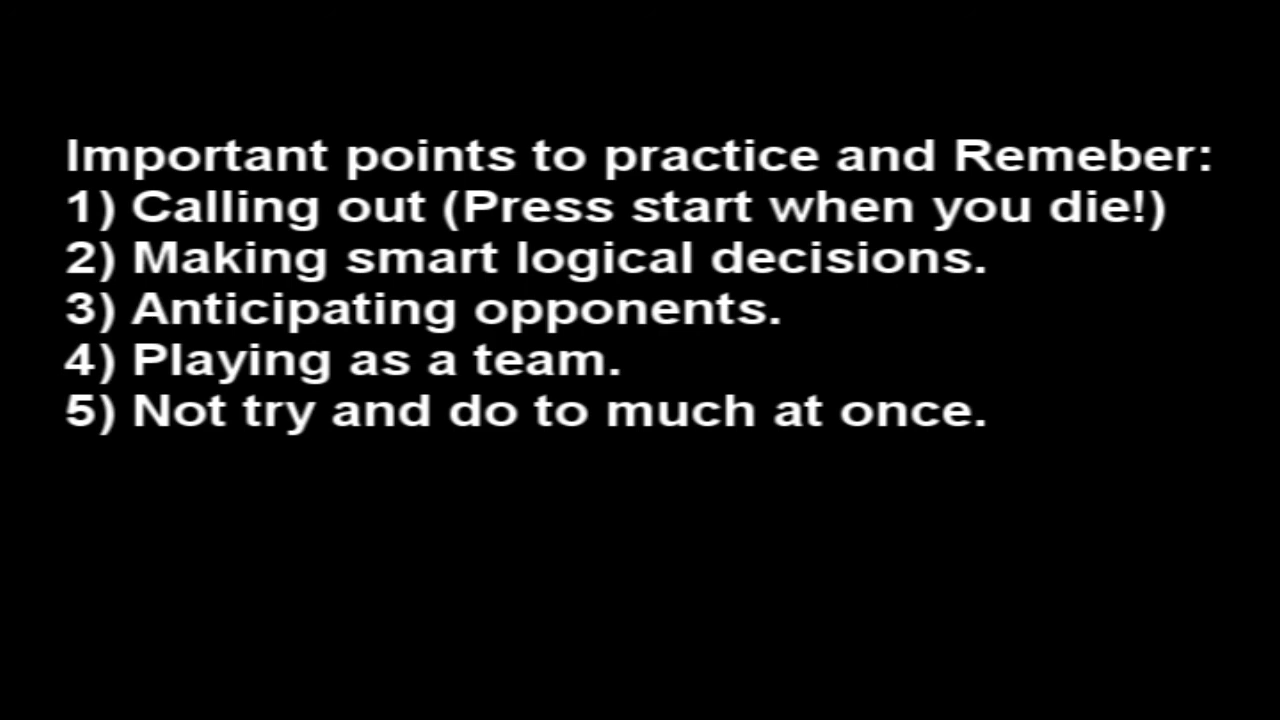 Important points to practice and Remeber:
1) Calling out (Press start when you die!)
2) Making smart logical decisions.
3) Anticipating opponents.
4) Playing as a team.
5) Not try and do to much at once.